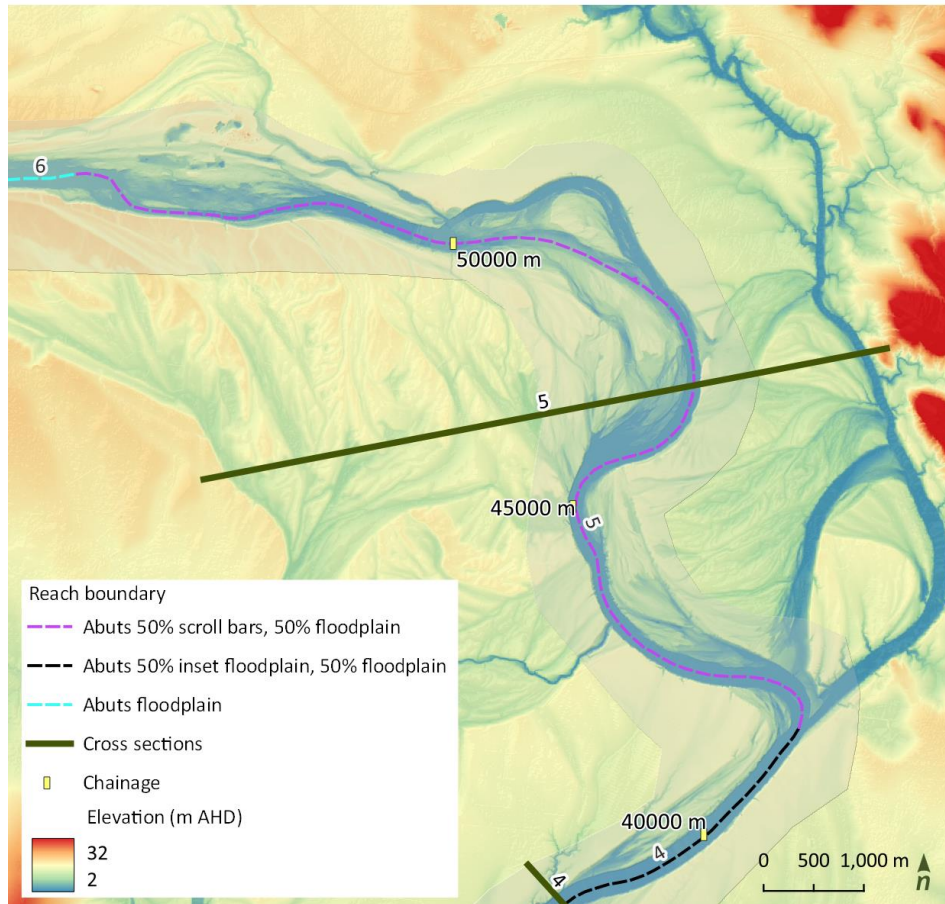 6
50000 m
5
45000 m
5
Reach boundary
Abuts 50% scroll bars, 50% floodplain
Abuts 50% inset floodplain, 50% floodplain
Abuts floodplain
Cross sections
Chainage
Elevation (m AHD)
32
2
40000 m
4
4
0 500 1,000 m
n